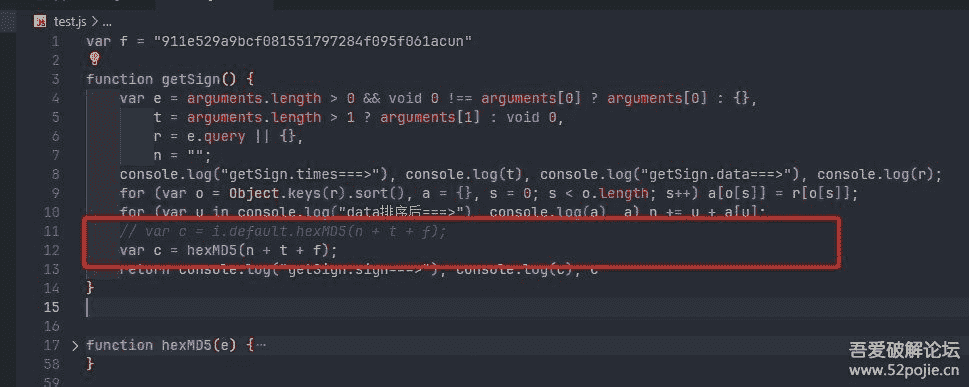 test.js > ...
1 var f = "911e529a9bcf081551797284f095f061acun"
2
3 function getSign() {
4 var e = arguments.length > 0 && void 0 !== arguments[0] ? arguments[0] : {},
5 t = arguments.length > 1 ? arguments[1] : void 0,
6 r = e.query || {},
7 n = "";
8 console.log("getSign.times===>"), console.log(t), console.log("getSign.data===>"), console.log(r);
9 for (var o = Object.keys(r).sort(), a = {}, s = 0; s < o.length; s++) a[o[s]] = r[o[s]];
10 for (var u in console.log("data排序后===>"), console.log(a), a) n += u + a[u];
11 // var c = i.default.hexMD5(n + t + f);
12 var c = hexMD5(n + t + f);
13 return console.log("getSign.sign===>"), console.log(c), c
14 }
15
16
17 > function hexMD5(e) {...
58 }
59
吾爱破解论坛
www.52pojie.cn